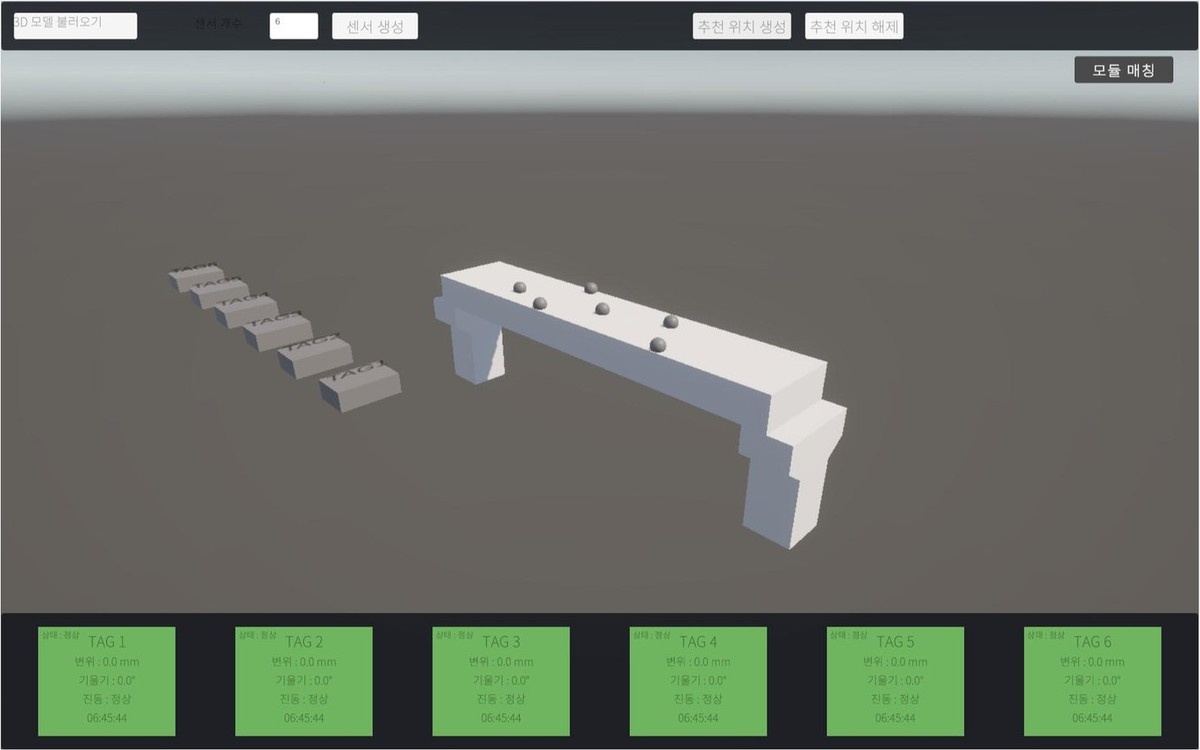 3D 모델 불러오기
센서 개수
6
센서 생성
추천 위치 생성
추천 위치 해제
모듈 매칭
TAG2
TAG1
상태 : 정상
TAG 1
변위 : 0.0 mm
기울기 : 0.0°
진동 : 정상
06:45:44
상태 : 정상
TAG 2
변위 : 0.0 mm
기울기 : 0.0°
진동 : 정상
06:45:44
상태 : 정상
TAG 3
변위 : 0.0 mm
기울기 : 0.0°
진동 : 정상
06:45:44
상태 : 정상
TAG 4
변위 : 0.0 mm
기울기 : 0.0°
진동 : 정상
06:45:44
상태 : 정상
TAG 5
변위 : 0.0 mm
기울기 : 0.0°
진동 : 정상
06:45:44
상태 : 정상
TAG 6
변위 : 0.0 mm
기울기 : 0.0°
진동 : 정상
06:45:44